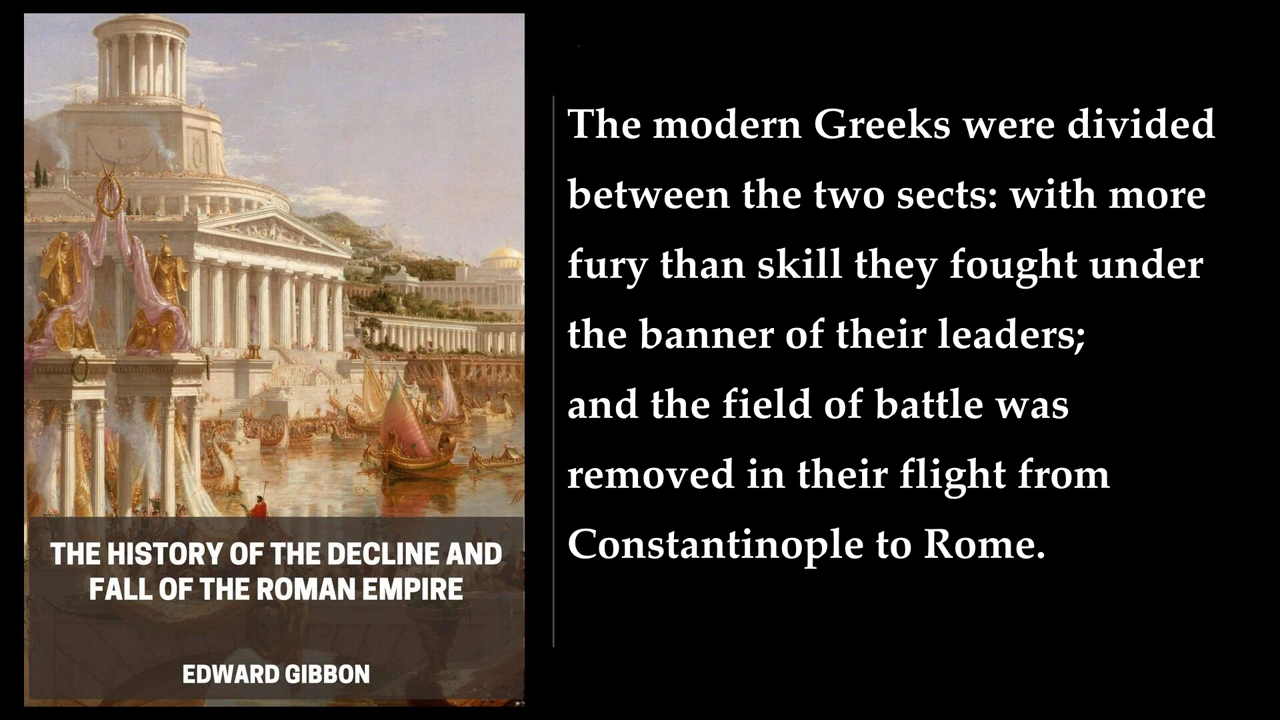 THE HISTORY OF THE DECLINE AND
FALL OF THE ROMAN EMPIRE
EDWARD GIBBON
The modern Greeks were divided
between the two sects: with more
fury than skill they fought under
the banner of their leaders;
and the field of battle was
removed in their flight from
Constantinople to Rome.